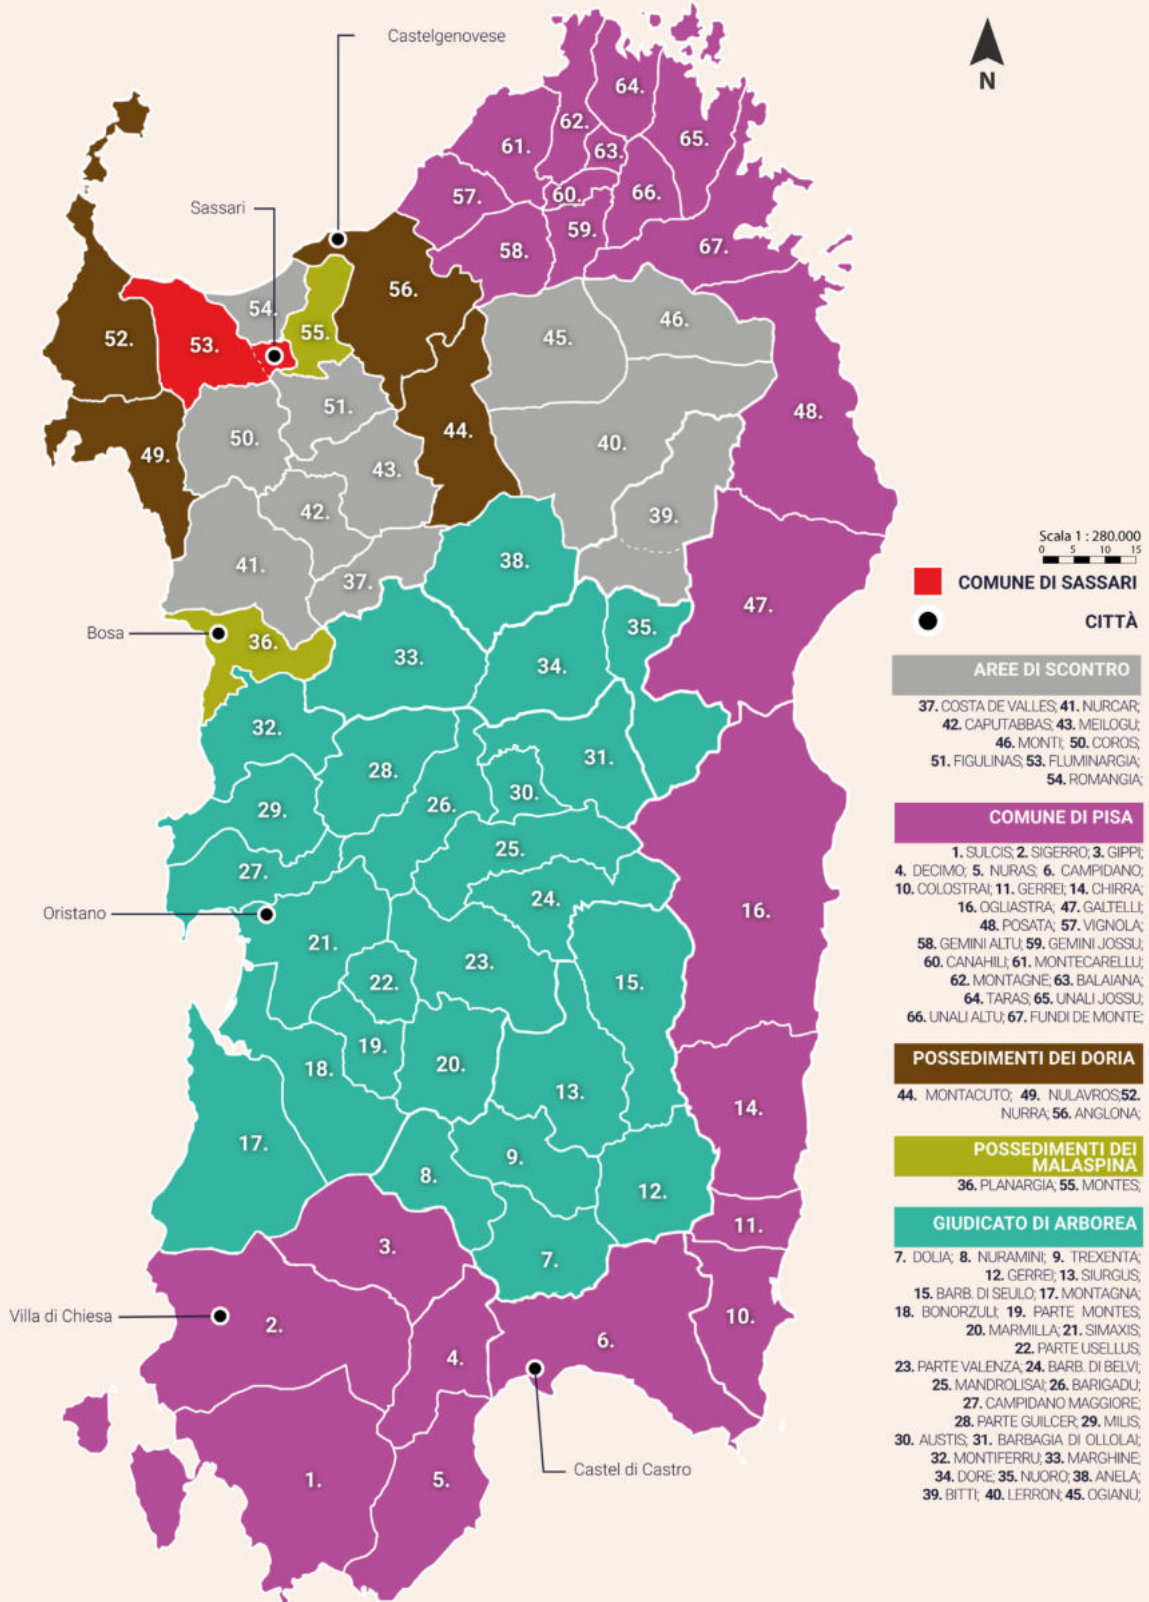 Castelgenovese
N
64.
62.
61.
65.
63.
Sassari
57.
60.
66.
59.
58.
67.
56.
54.
46.
52.
53.
55.
45.
51.
48.
44.
50.
40.
49.
43.
42.
39.
38.
41.
37.
47.
35.
Bosa
36.
33.
34.
32.
31.
28.
30.
26.
29.
25.
27.
24.
Oristano
16.
21.
23.
22.
15.
19.
18.
20.
13.
14.
17.
9.
8.
12.
11.
3.
7.
Villa di Chiesa
2.
10.
6.
4.
Castel di Castro
1.
5.
Scala 1 : 280.000
0 5 10 15
COMUNE DI SASSARI
CITTÀ
AREE DI SCONTRO
37. COSTA DE VALLES; 41. NURCAR;
42. CAPUTABBAS; 43. MEILOGU;
46. MONTI; 50. COROS;
51. FIGULINAS; 53. FLUMINARGIA;
54. ROMANGIA;
COMUNE DI PISA
1. SULCIS; 2. SIGERRO; 3. GIPPI;
4. DECIMO; 5. NURAS; 6. CAMPIDANO;
10. COLOSTRAI; 11. GERREI; 14. CHIRRA;
16. OGLIASTRA; 47. GALTELLI;
48. POSATA; 57. VIGNOLA;
58. GEMINI ALTU; 59. GEMINI JOSSU;
60. CANAHILI; 61. MONTECARELLU;
62. MONTAGNE; 63. BALAIANA;
64. TARAS; 65. UNALI JOSSU;
66. UNALI ALTU; 67. FUNDI DE MONTE;
POSSEDIMENTI DEI DORIA
44. MONTACUTO; 49. NULAVROS;52.
NURRA; 56. ANGLONA;
POSSEDIMENTI DEI
MALASPINA
36. PLANARGIA; 55. MONTES;
GIUDICATO DI ARBOREA
7. DOLIA; 8. NURAMINI; 9. TREXENTA;
12. GERREI; 13. SIURGUS;
15. BARB. DI SEULO; 17. MONTAGNA;
18. BONORZULI; 19. PARTE MONTES;
20. MARMILLA; 21. SIMAXIS;
22. PARTE USELLUS;
23. PARTE VALENZA; 24. BARB. DI BELVI;
25. MANDROLISAI; 26. BARIGADU;
27. CAMPIDANO MAGGIORE;
28. PARTE GUILCER; 29. MILIS;
30. AUSTIS; 31. BARBAGIA DI OLLOLAI;
32. MONTIFERRU; 33. MARGHINE;
34. DORE; 35. NUORO; 38. ANELA;
39. BITTI; 40. LERRON; 45. OGIANU;